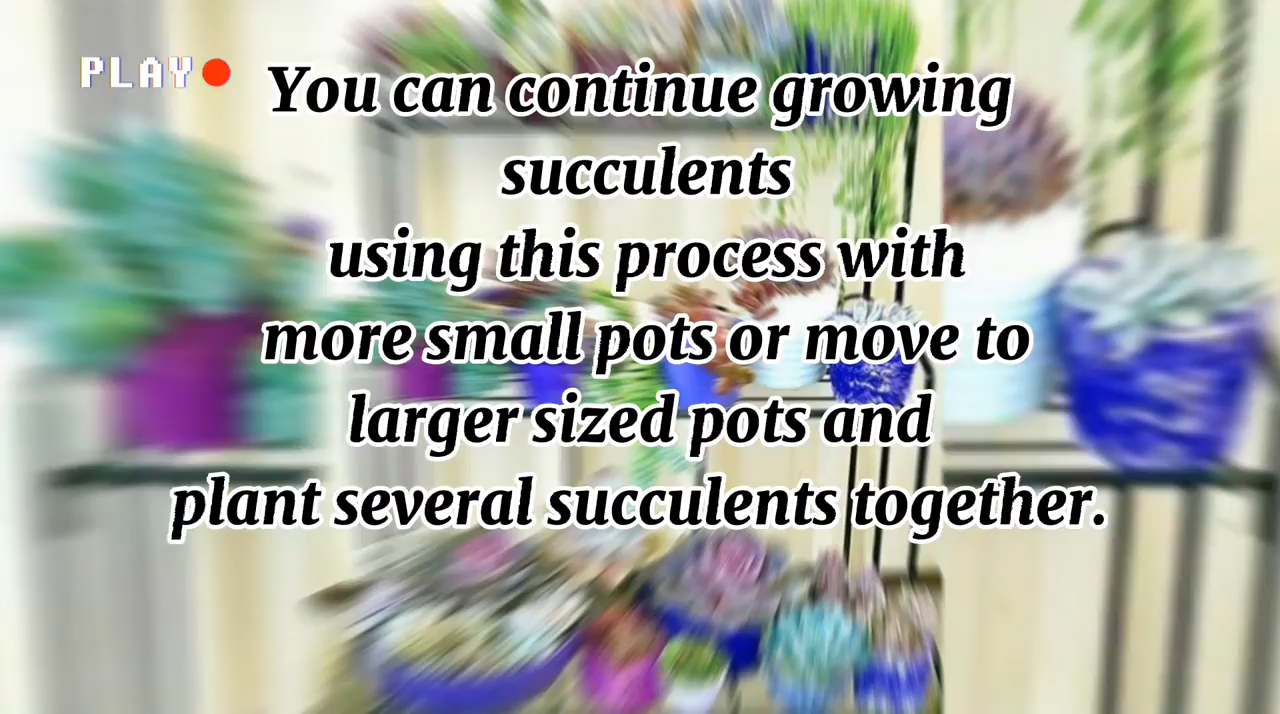 PLAY
You can continue growing
succulents
using this process with
more small pots or move to
larger sized pots and
plant several succulents together.